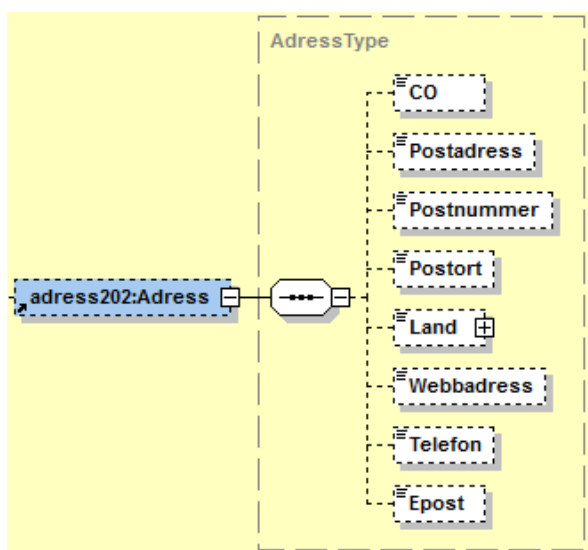 AdressType
CO
Postadress
Postnummer
Postort
adress202:Adress
Land
Webbadress
Telefon
Epost